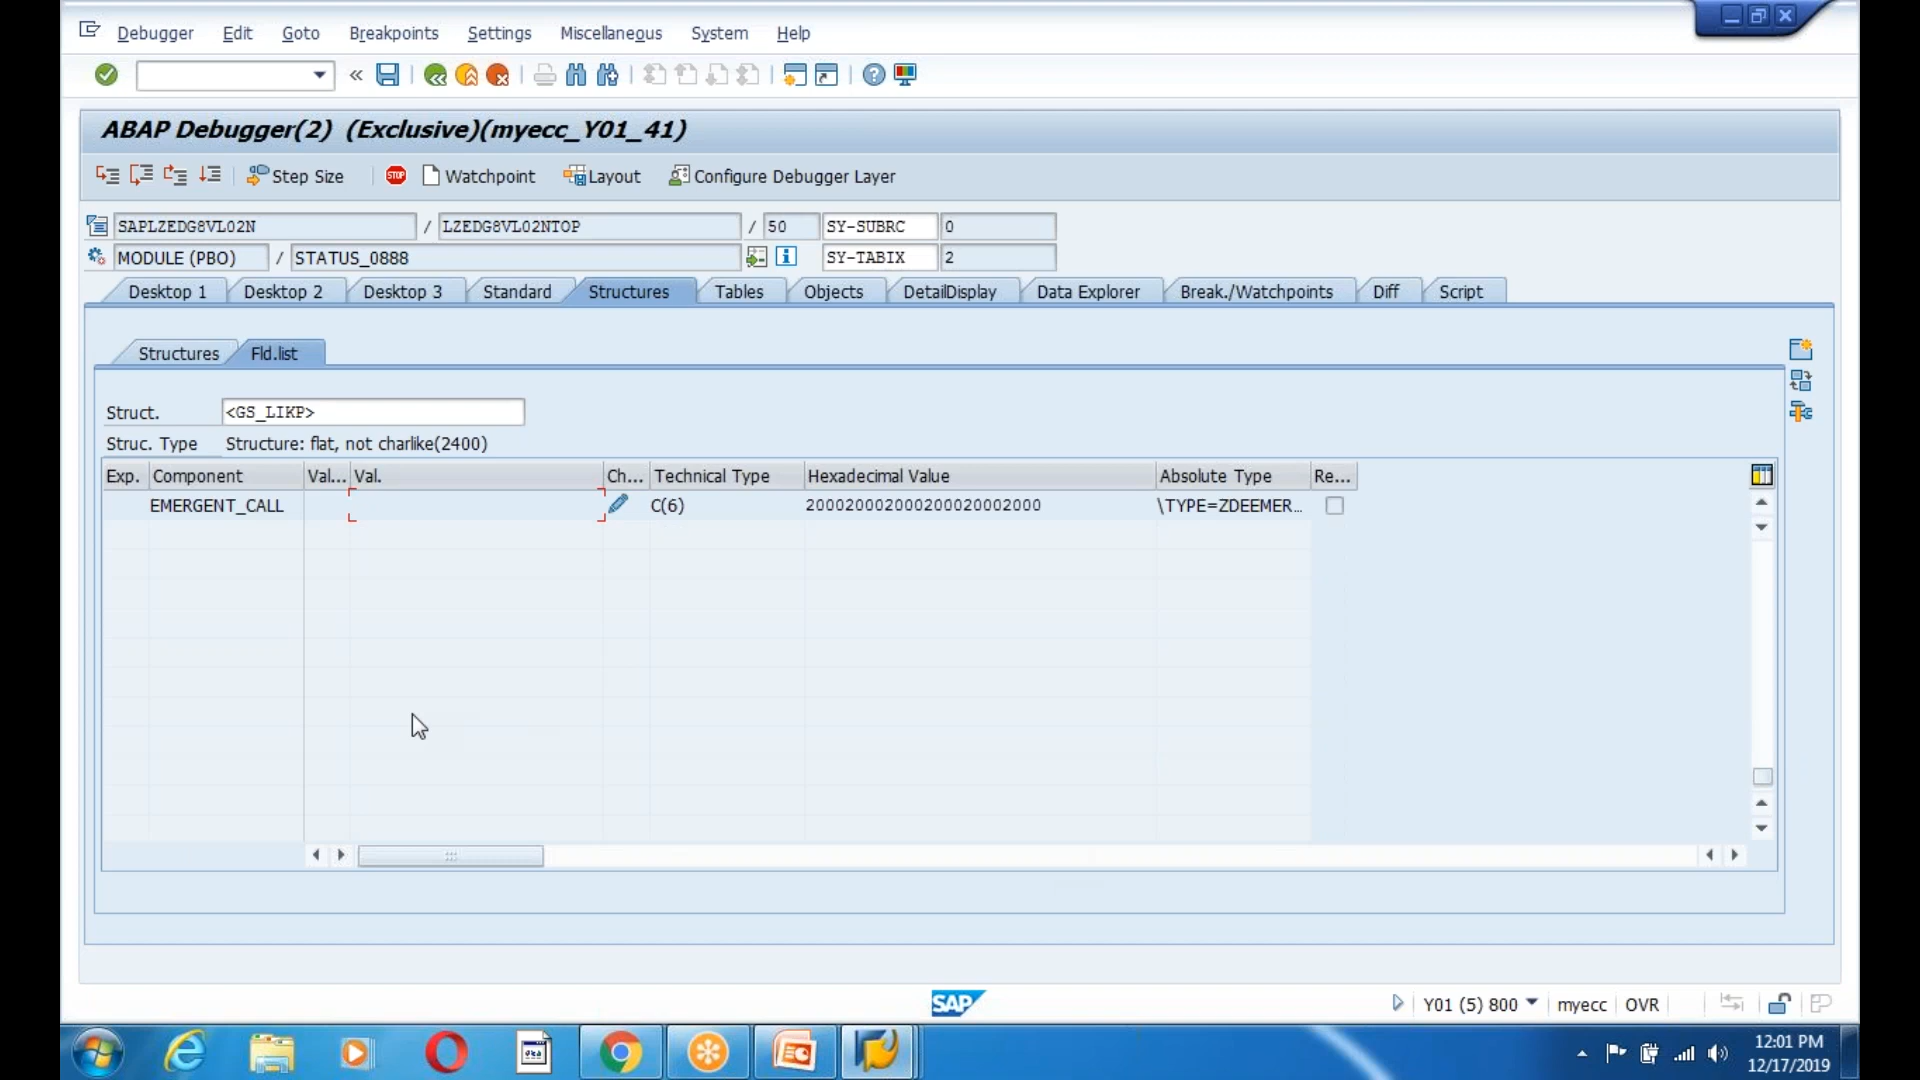 Debugger Edit Goto Breakpoints Settings Miscellaneous System Help
ABAP Debugger(2) (Exclusive)(myecc_Y01_41)
Step Size STOP Watchpoint Layout Configure Debugger Layer
SAPLZEDG8VL02N / LZEDG8VL02NTOP / 50 SY-SUBRC 0
MODULE (PBO) / STATUS_0888 SY-TABIX 2
Desktop 1 Desktop 2 Desktop 3 Standard Structures Tables Objects DetailDisplay Data Explorer Break./Watchpoints Diff Script
Structures Fld.list
Struct. <GS_LIKP>
Struc. Type Structure: flat, not charlike(2400)
Exp. Component Val... Val. Ch... Technical Type Hexadecimal Value Absolute Type Re...
EMERGENT_CALL C(6) 200020002000200020002000 \TYPE=ZDEEMER...
SAP Y01 (5) 800 myecc OVR
12:01 PM
12/17/2019